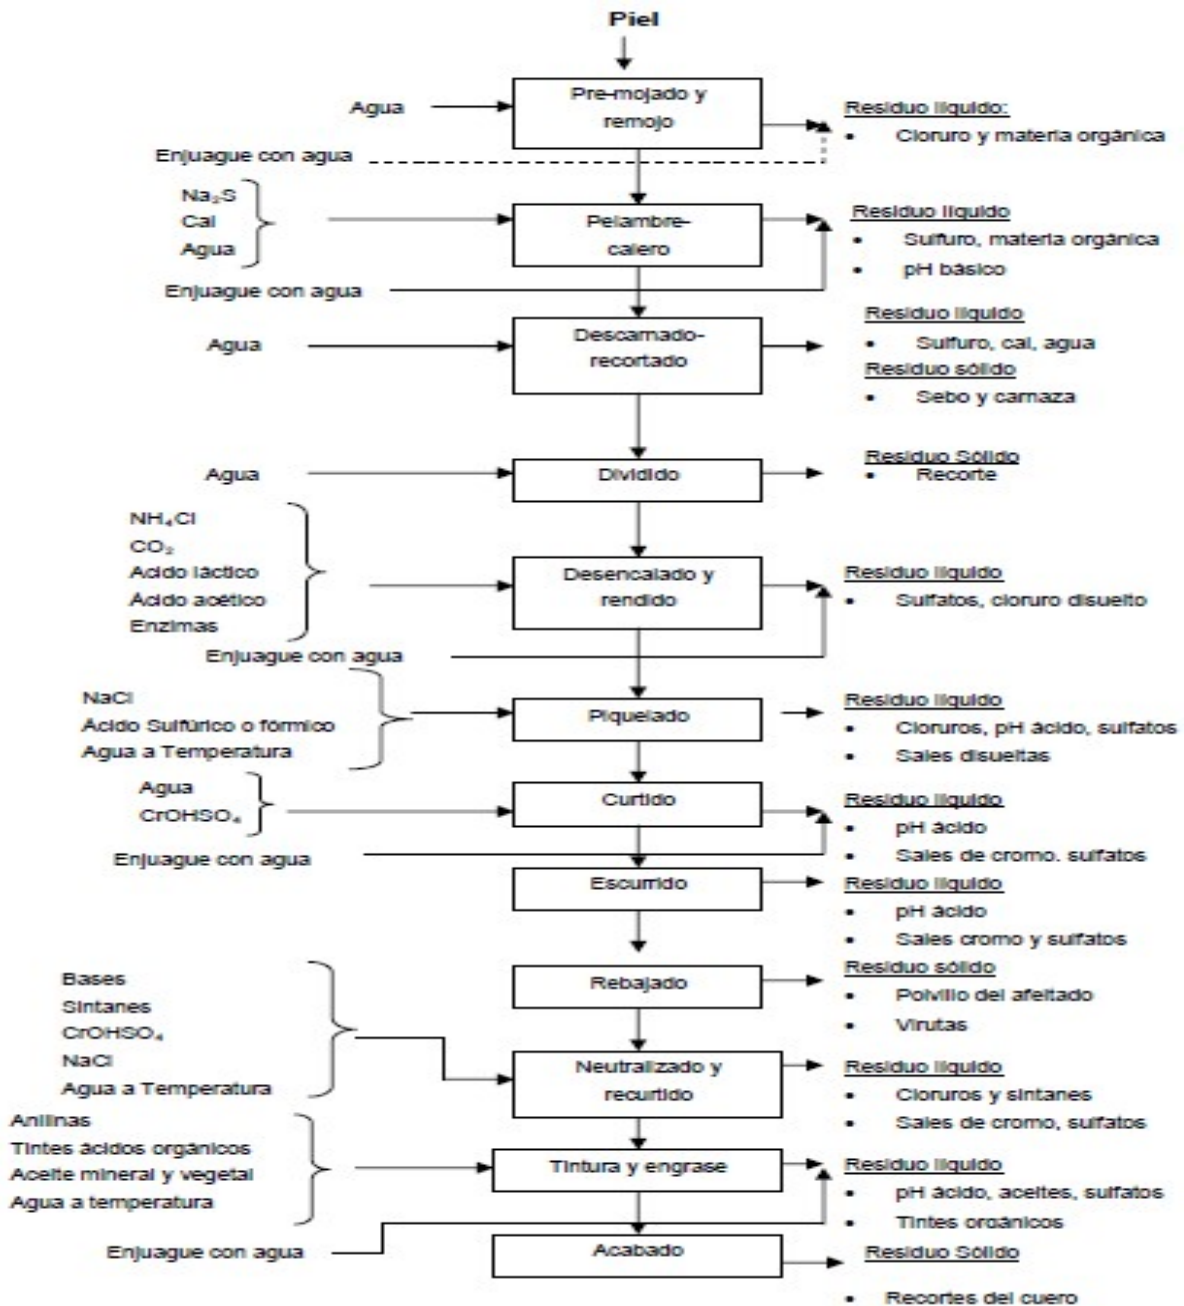 Piel
Agua
Pre-mojado y
remojo
Residuo líquido:
• Cloruro y materia orgánica
Enjuague con agua
Na₂S
Cal
Agua
Pelambre-
calero
Residuo líquido
• Sulfuro, materia orgánica
• pH básico
Enjuague con agua
Agua
Descarnado-
recortado
Residuo líquido
• Sulfuro, cal, agua
Residuo sólido
• Sebo y carnaza
Agua
Dividido
Residuo Sólido
• Recorte
NH₄Cl
CO₂
Acido láctico
Ácido acético
Enzimas
Desencalado y
rendido
Residuo líquido
• Sulfatos, cloruro disuelto
Enjuague con agua
NaCl
Ácido Sulfúrico o fórmico
Agua a Temperatura
Piquelado
Residuo líquido
• Cloruros, pH ácido, sulfatos
• Sales disueltas
Agua
CrOHSO₄
Curtido
Residuo líquido
• pH ácido
• Sales de cromo. sulfatos
Enjuague con agua
Escurrido
Residuo líquido
• pH ácido
• Sales cromo y sulfatos
Rebajado
Residuo sólido
• Polvillo del afeitado
• Virutas
Bases
Sintanes
CrOHSO₄
NaCl
Agua a Temperatura
Neutralizado y
recurtido
Residuo líquido
• Cloruros y sintanes
• Sales de cromo, sulfatos
Anilinas
Tintes ácidos orgánicos
Aceite mineral y vegetal
Agua a temperatura
Tintura y engrase
Residuo líquido
• pH ácido, aceites, sulfatos
• Tintes orgánicos
Enjuague con agua
Acabado
Residuo Sólido
• Recortes del cuero